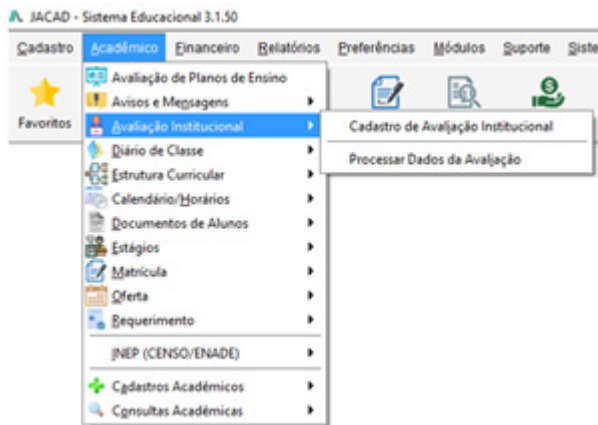 JACAD - Sistema Educacional 3.1.50
Cadastro Acadêmico Financeiro Relatórios Preferências Módulos Suporte Siste
Favoritos
Avaliação de Planos de Ensino
Avisos e Mensagens
Avaliação Institucional
Cadastro de Avaliação Institucional
Processar Dados da Avaliação
Diário de Classe
Estrutura Curricular
Calendário/Horários
Documentos de Alunos
Estágios
Matrícula
Oferta
Requerimento
INEP (CENSO/ENADE)
Cadastros Acadêmicos
Consultas Acadêmicas